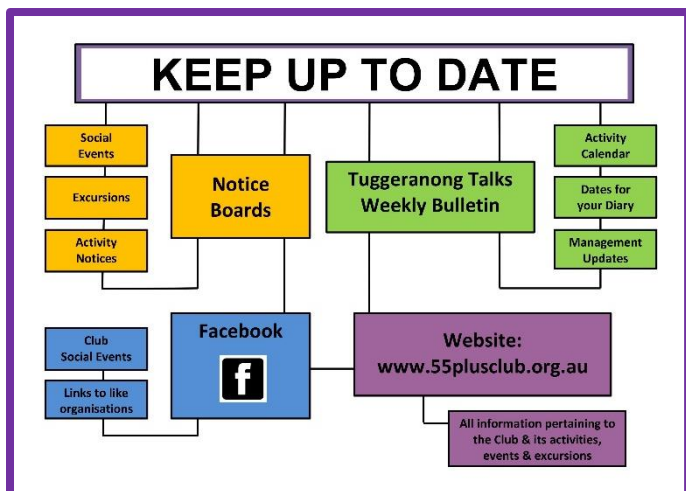 KEEP UP TO DATE
Social
Events
Excursions
Activity
Notices
Notice
Boards
Tuggeranong Talks
Weekly Bulletin
Activity
Calendar
Dates for
your Diary
Management
Updates
Club
Social Events
Links to like
organisations
Facebook
f
Website:
www.55plusclub.org.au
All information pertaining to
the Club & its activities,
events & excursions